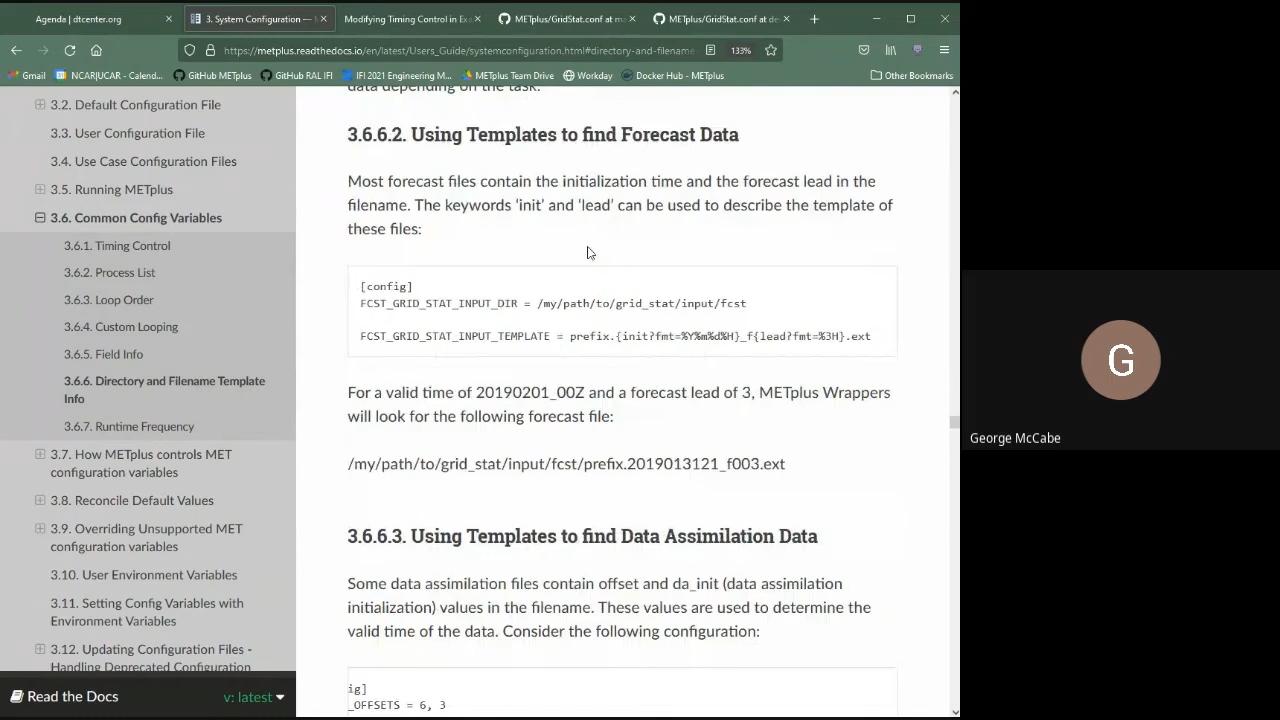 Agenda | dtcenter.org
3. System Configuration —
Modifying Timing Control in Exa
METplus/GridStat.conf at ma
METplus/GridStat.conf at de
https://metplus.readthedocs.io/en/latest/Users_Guide/systemconfiguration.html#directory-and-filename
133%
Gmail
NCAR|UCAR - Calend...
GitHub METplus
GitHub RAL IFI
IFI 2021 Engineering M...
METplus Team Drive
Workday
Docker Hub - METplus
Other Bookmarks
3.2. Default Configuration File
3.3. User Configuration File
3.4. Use Case Configuration Files
3.5. Running METplus
3.6. Common Config Variables
3.6.1. Timing Control
3.6.2. Process List
3.6.3. Loop Order
3.6.4. Custom Looping
3.6.5. Field Info
3.6.6. Directory and Filename Template
Info
3.6.7. Runtime Frequency
3.7. How METplus controls MET
configuration variables
3.8. Reconcile Default Values
3.9. Overriding Unsupported MET
configuration variables
3.10. User Environment Variables
3.11. Setting Config Variables with
Environment Variables
3.12. Updating Configuration Files -
Handling Deprecated Configuration
Read the Docs
v: latest
data depending on the task.
3.6.6.2. Using Templates to find Forecast Data
Most forecast files contain the initialization time and the forecast lead in the
filename. The keywords ‘init’ and ‘lead’ can be used to describe the template of
these files:
[config]
FCST_GRID_STAT_INPUT_DIR = /my/path/to/grid_stat/input/fcst
FCST_GRID_STAT_INPUT_TEMPLATE = prefix.{init?fmt=%Y%m%d%H}_f{lead?fmt=%3H}.ext
For a valid time of 20190201_00Z and a forecast lead of 3, METplus Wrappers
will look for the following forecast file:
/my/path/to/grid_stat/input/fcst/prefix.2019013121_f003.ext
3.6.6.3. Using Templates to find Data Assimilation Data
Some data assimilation files contain offset and da_init (data assimilation
initialization) values in the filename. These values are used to determine the
valid time of the data. Consider the following configuration:
ig]
_OFFSETS = 6, 3
G
George McCabe